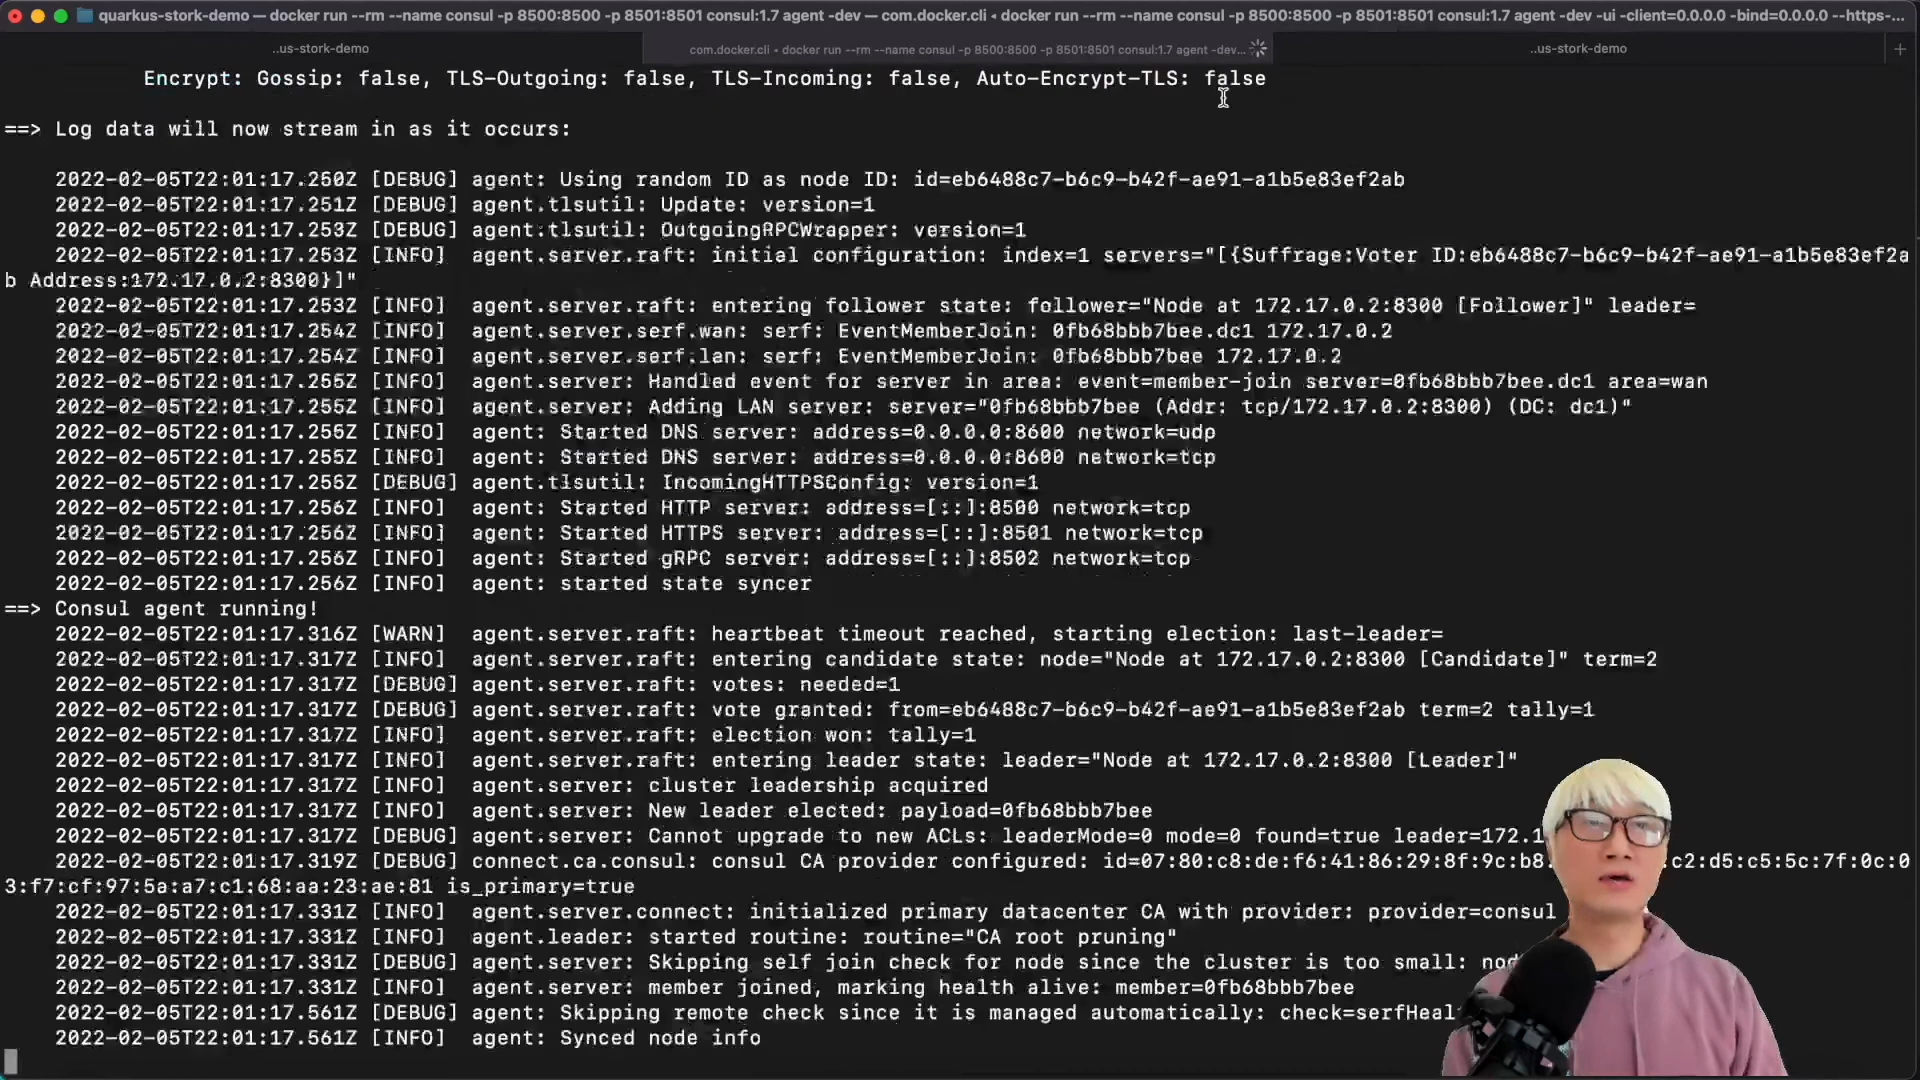 quarkus-stork-demo — docker run --rm --name consul -p 8500:8500 -p 8501:8501 consul:1.7 agent -dev — com.docker.cli ◂ docker run --rm --name consul -p 8500:8500 -p 8501:8501 consul:1.7 agent -dev -ui -client=0.0.0.0 -bind=0.0.0.0 --https-...
..us-stork-demo
com.docker.cli ◂ docker run --rm --name consul -p 8500:8500 -p 8501:8501 consul:1.7 agent -dev...
..us-stork-demo
Encrypt: Gossip: false, TLS-Outgoing: false, TLS-Incoming: false, Auto-Encrypt-TLS: false
==> Log data will now stream in as it occurs:
2022-02-05T22:01:17.250Z [DEBUG] agent: Using random ID as node ID: id=eb6488c7-b6c9-b42f-ae91-a1b5e83ef2ab
2022-02-05T22:01:17.251Z [DEBUG] agent.tlsutil: Update: version=1
2022-02-05T22:01:17.253Z [DEBUG] agent.tlsutil: OutgoingRPCWrapper: version=1
2022-02-05T22:01:17.253Z [INFO] agent.server.raft: initial configuration: index=1 servers="[{Suffrage:Voter ID:eb6488c7-b6c9-b42f-ae91-a1b5e83ef2a
b Address:172.17.0.2:8300}]"
2022-02-05T22:01:17.253Z [INFO] agent.server.raft: entering follower state: follower="Node at 172.17.0.2:8300 [Follower]" leader=
2022-02-05T22:01:17.254Z [INFO] agent.server.serf.wan: serf: EventMemberJoin: 0fb68bbb7bee.dc1 172.17.0.2
2022-02-05T22:01:17.254Z [INFO] agent.server.serf.lan: serf: EventMemberJoin: 0fb68bbb7bee 172.17.0.2
2022-02-05T22:01:17.255Z [INFO] agent.server: Handled event for server in area: event=member-join server=0fb68bbb7bee.dc1 area=wan
2022-02-05T22:01:17.255Z [INFO] agent.server: Adding LAN server: server="0fb68bbb7bee (Addr: tcp/172.17.0.2:8300) (DC: dc1)"
2022-02-05T22:01:17.255Z [INFO] agent: Started DNS server: address=0.0.0.0:8600 network=udp
2022-02-05T22:01:17.255Z [INFO] agent: Started DNS server: address=0.0.0.0:8600 network=tcp
2022-02-05T22:01:17.255Z [DEBUG] agent.tlsutil: IncomingHTTPSConfig: version=1
2022-02-05T22:01:17.256Z [INFO] agent: Started HTTP server: address=[::]:8500 network=tcp
2022-02-05T22:01:17.256Z [INFO] agent: Started HTTPS server: address=[::]:8501 network=tcp
2022-02-05T22:01:17.256Z [INFO] agent: Started gRPC server: address=[::]:8502 network=tcp
2022-02-05T22:01:17.256Z [INFO] agent: started state syncer
==> Consul agent running!
2022-02-05T22:01:17.316Z [WARN] agent.server.raft: heartbeat timeout reached, starting election: last-leader=
2022-02-05T22:01:17.317Z [INFO] agent.server.raft: entering candidate state: node="Node at 172.17.0.2:8300 [Candidate]" term=2
2022-02-05T22:01:17.317Z [DEBUG] agent.server.raft: votes: needed=1
2022-02-05T22:01:17.317Z [DEBUG] agent.server.raft: vote granted: from=eb6488c7-b6c9-b42f-ae91-a1b5e83ef2ab term=2 tally=1
2022-02-05T22:01:17.317Z [INFO] agent.server.raft: election won: tally=1
2022-02-05T22:01:17.317Z [INFO] agent.server.raft: entering leader state: leader="Node at 172.17.0.2:8300 [Leader]"
2022-02-05T22:01:17.317Z [INFO] agent.server: cluster leadership acquired
2022-02-05T22:01:17.317Z [INFO] agent.server: New leader elected: payload=0fb68bbb7bee
2022-02-05T22:01:17.317Z [DEBUG] agent.server: Cannot upgrade to new ACLs: leaderMode=0 mode=0 found=true leader=172.1
2022-02-05T22:01:17.319Z [DEBUG] connect.ca.consul: consul CA provider configured: id=07:80:c8:de:f6:41:86:29:8f:9c:b8 c2:d5:c5:5c:7f:0c:0
3:f7:cf:97:5a:a7:c1:68:aa:23:ae:81 is_primary=true
2022-02-05T22:01:17.331Z [INFO] agent.server.connect: initialized primary datacenter CA with provider: provider=consul
2022-02-05T22:01:17.331Z [INFO] agent.leader: started routine: routine="CA root pruning"
2022-02-05T22:01:17.331Z [DEBUG] agent.server: Skipping self join check for node since the cluster is too small: nod
2022-02-05T22:01:17.331Z [INFO] agent.server: member joined, marking health alive: member=0fb68bbb7bee
2022-02-05T22:01:17.561Z [DEBUG] agent: Skipping remote check since it is managed automatically: check=serfHeal
2022-02-05T22:01:17.561Z [INFO] agent: Synced node info